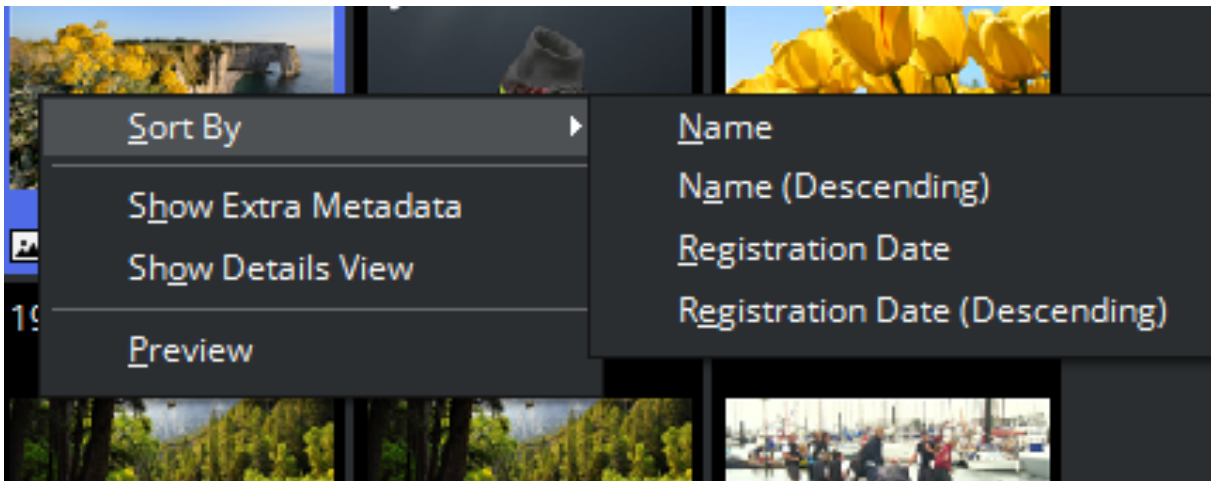 Sort By
Name
Name (Descending)
Show Extra Metadata
Registration Date
Show Details View
Registration Date (Descending)
Preview